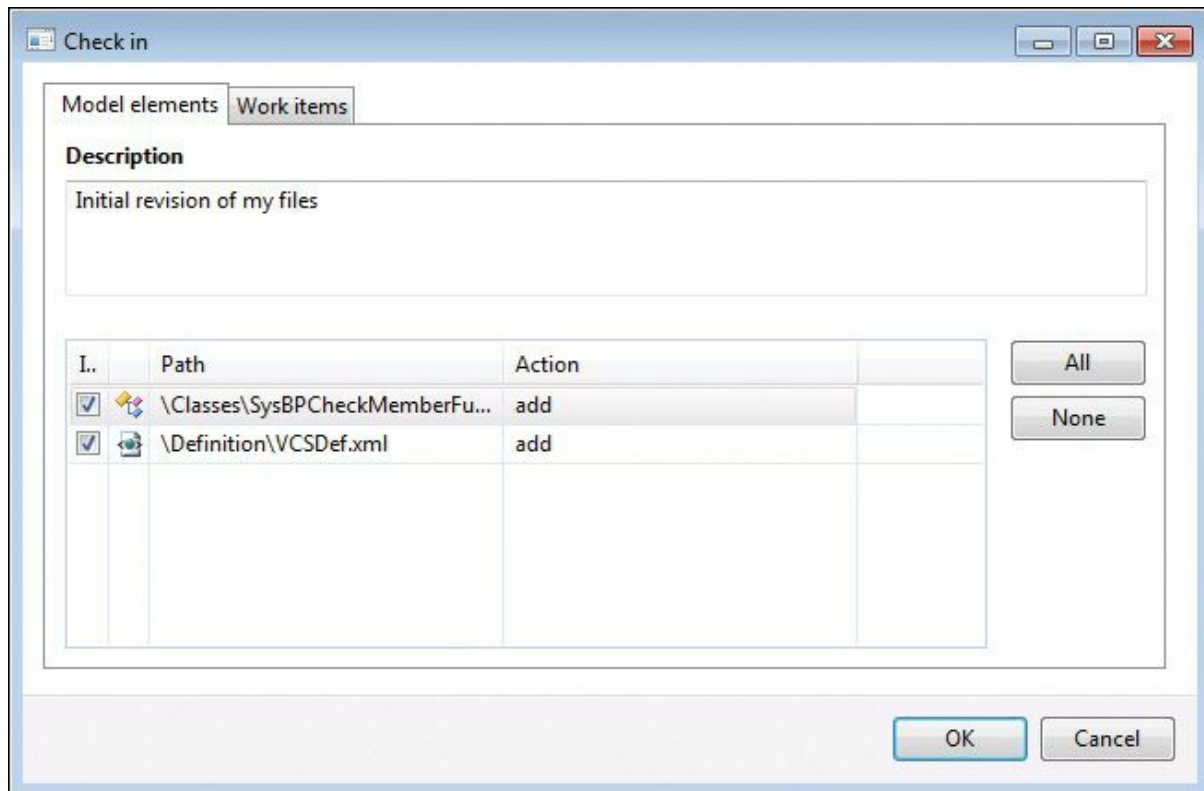 Check in
Model elements Work items
Description
Initial revision of my files
I.. Path Action
\Classes\SysBPCheckMemberFu... add
\Definition\VCSDef.xml add
All
None
OK Cancel